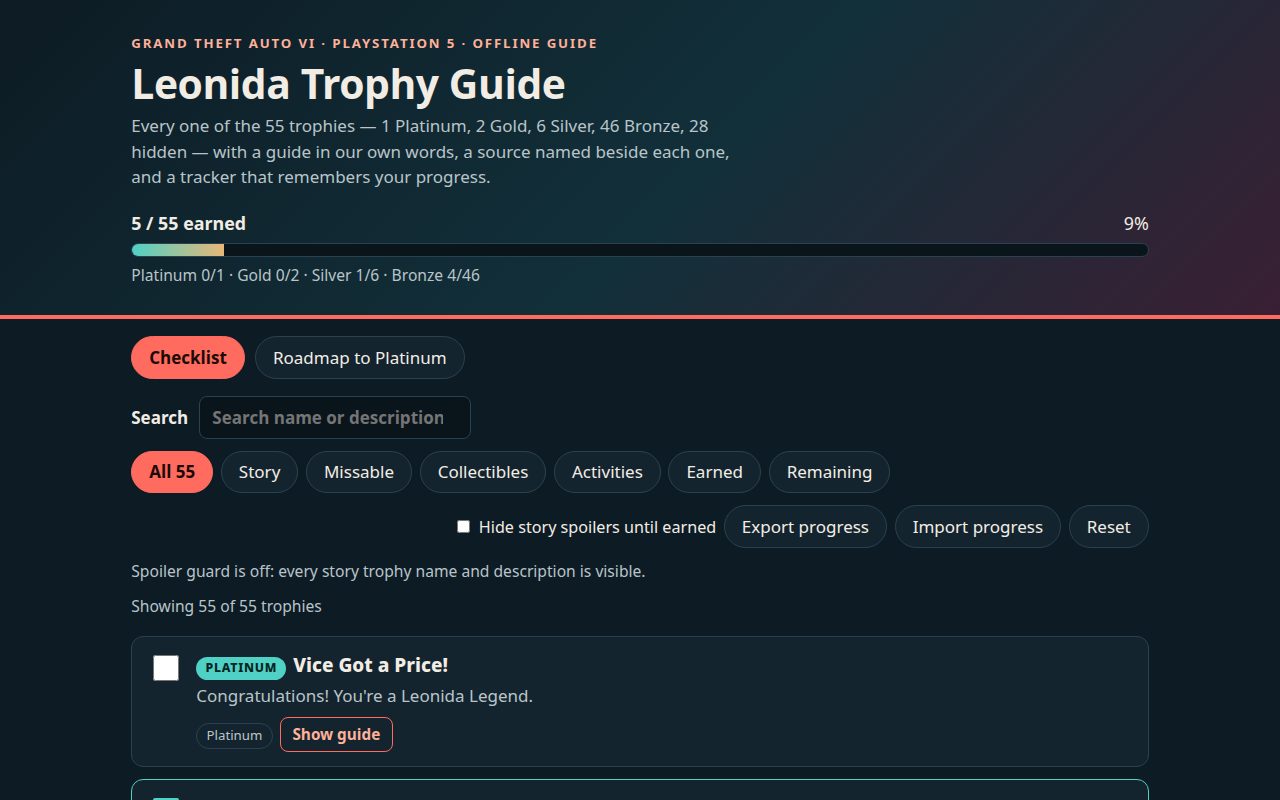 GRAND THEFT AUTO VI · PLAYSTATION 5 · OFFLINE GUIDE
Leonida Trophy Guide
Every one of the 55 trophies — 1 Platinum, 2 Gold, 6 Silver, 46 Bronze, 28
hidden — with a guide in our own words, a source named beside each one,
and a tracker that remembers your progress.
5 / 55 earned 9%
Platinum 0/1 · Gold 0/2 · Silver 1/6 · Bronze 4/46
Checklist Roadmap to Platinum
Search Search name or description
All 55 Story Missable Collectibles Activities Earned Remaining
Hide story spoilers until earned Export progress Import progress Reset
Spoiler guard is off: every story trophy name and description is visible.
Showing 55 of 55 trophies
PLATINUM Vice Got a Price!
Congratulations! You're a Leonida Legend.
Platinum Show guide